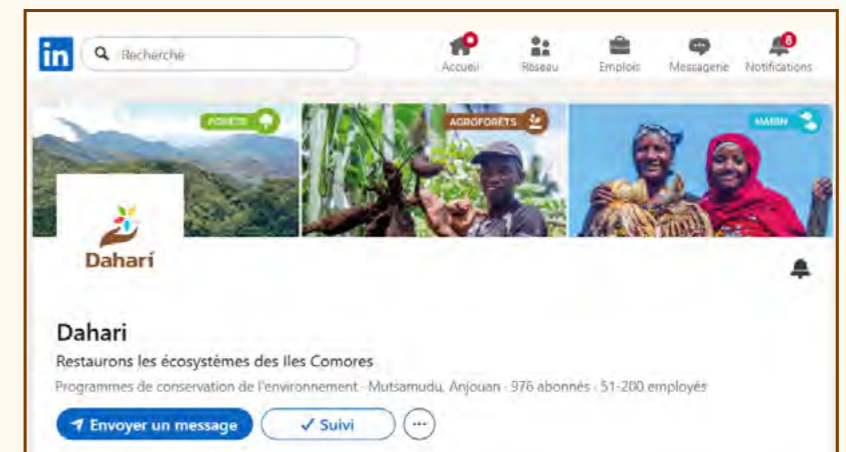 in Recherche Accueil Réseau Emplois Messagerie 8 Notifications
FORÊTS AGROFORÊTS MARIN
Dahari
Dahari
Restaurons les écosystèmes des Iles Comores
Programmes de conservation de l'environnement · Mutsamudu, Anjouan · 976 abonnés · 51-200 employés
Envoyer un message Suivi